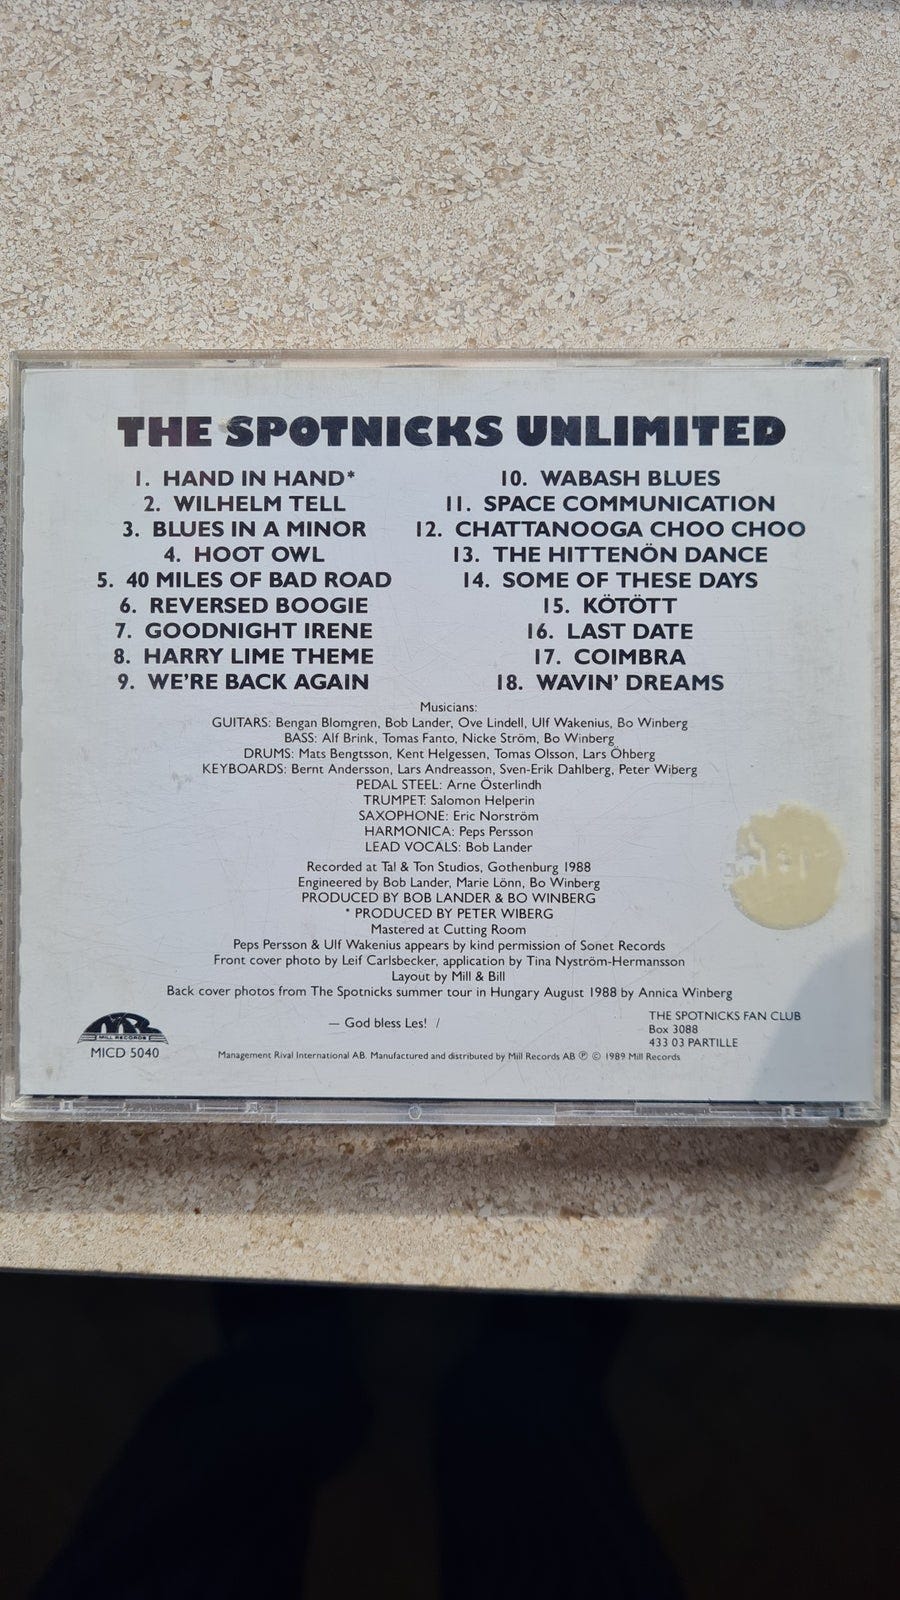 THE SPOTNICKS UNLIMITED
1. HAND IN HAND*
2. WILHELM TELL
3. BLUES IN A MINOR
4. HOOT OWL
5. 40 MILES OF BAD ROAD
6. REVERSED BOOGIE
7. GOODNIGHT IRENE
8. HARRY LIME THEME
9. WE'RE BACK AGAIN
10. WABASH BLUES
11. SPACE COMMUNICATION
12. CHATTANOOGA CHOO CHOO
13. THE HITTENÖN DANCE
14. SOME OF THESE DAYS
15. KÖTÖTT
16. LAST DATE
17. COIMBRA
18. WAVIN' DREAMS
Musicians:
GUITARS: Bengan Blomgren, Bob Lander, Ove Lindell, Ulf Wakenius, Bo Winberg
BASS: Alf Brink, Tomas Fanto, Nicke Ström, Bo Winberg
DRUMS: Mats Bengtsson, Kent Helgessen, Tomas Olsson, Lars Öhberg
KEYBOARDS: Bernt Andersson, Lars Andreasson, Sven-Erik Dahlberg, Peter Wiberg
PEDAL STEEL: Arne Österlindh
TRUMPET: Salomon Helperin
SAXOPHONE: Eric Norström
HARMONICA: Peps Persson
LEAD VOCALS: Bob Lander
Recorded at Tal & Ton Studios, Gothenburg 1988
Engineered by Bob Lander, Marie Lönn, Bo Winberg
PRODUCED BY BOB LANDER & BO WINBERG
* PRODUCED BY PETER WIBERG
Mastered at Cutting Room
Peps Persson & Ulf Wakenius appears by kind permission of Sonet Records
Front cover photo by Leif Carlsbecker, application by Tina Nyström-Hermansson
Layout by Mill & Bill
Back cover photos from The Spotnicks summer tour in Hungary August 1988 by Annica Winberg
— God bless Les! /
THE SPOTNICKS FAN CLUB
Box 3088
433 03 PARTILLE
MR
MILL RECORDS
MICD 5040
Management Rival International AB. Manufactured and distributed by Mill Records AB ℗ © 1989 Mill Records